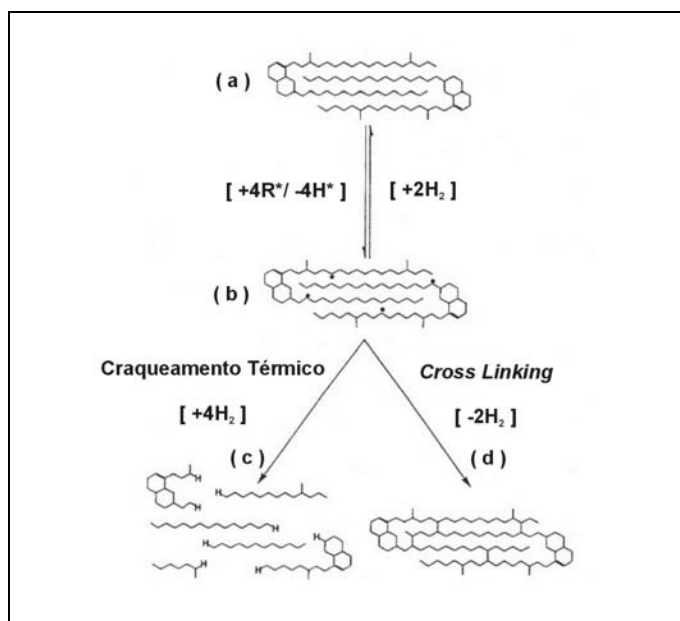 ( a )
[ +4R*/ -4H* ] [ +2H₂ ]
( b )
Craqueamento Térmico Cross Linking
[ +4H₂ ] [ -2H₂ ]
( c ) ( d )
H
H
H
H
H
H
H
H